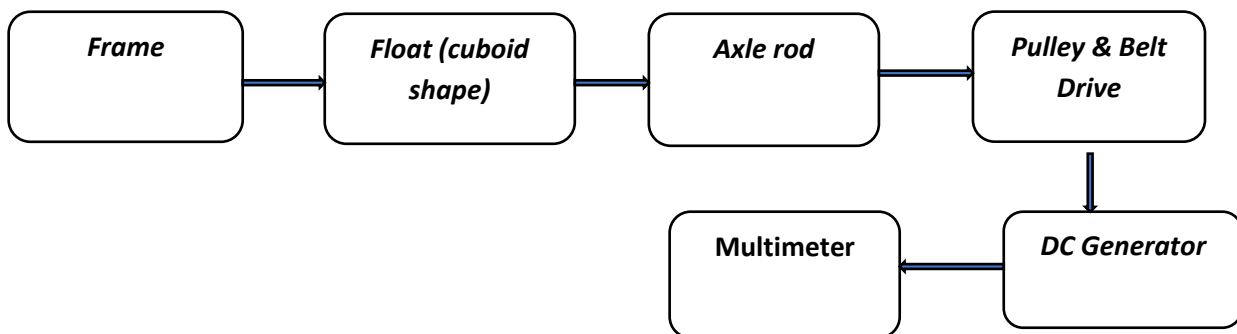 Frame
Float (cuboid
shape)
Axle rod
Pulley & Belt
Drive
Multimeter
DC Generator